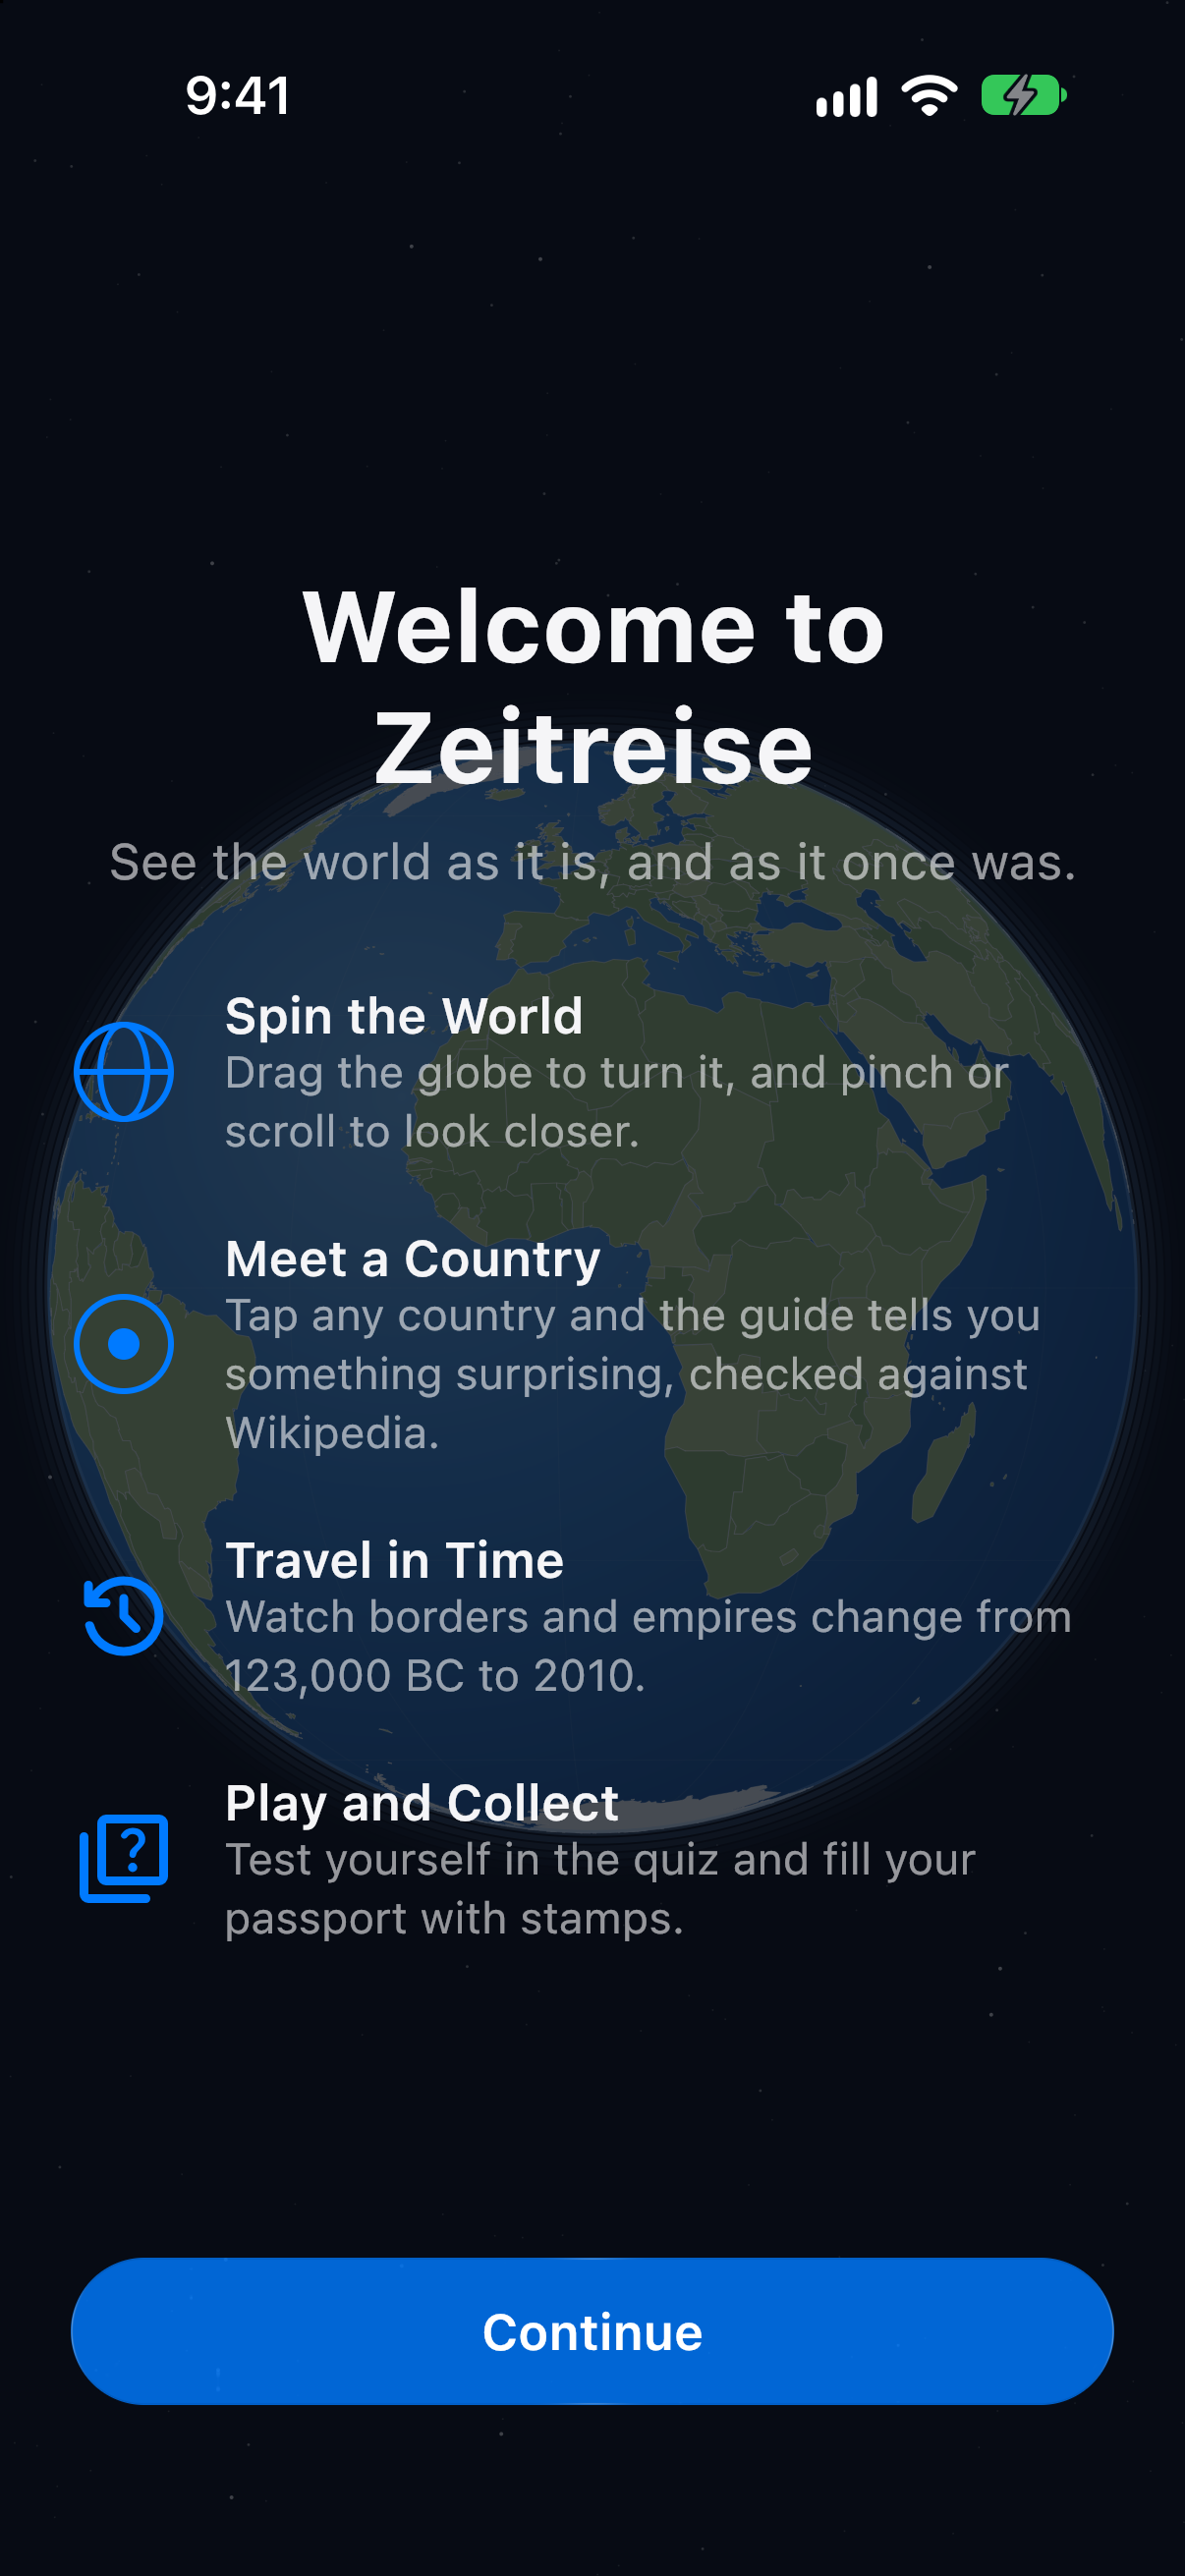 9:41
Welcome to
Zeitreise
See the world as it is, and as it once was.
Spin the World
Drag the globe to turn it, and pinch or
scroll to look closer.
Meet a Country
Tap any country and the guide tells you
something surprising, checked against
Wikipedia.
Travel in Time
Watch borders and empires change from
123,000 BC to 2010.
Play and Collect
?
Test yourself in the quiz and fill your
passport with stamps.
Continue